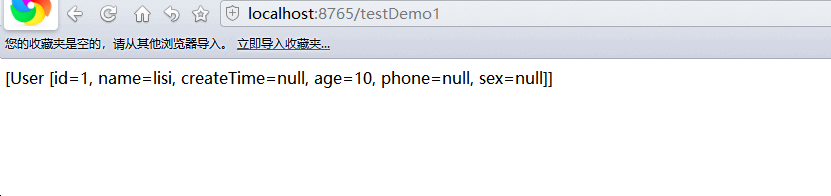 localhost:8765/testDemo1
您的收藏夹是空的，请从其他浏览器导入。 立即导入收藏夹...
[User [id=1, name=lisi, createTime=null, age=10, phone=null, sex=null]]